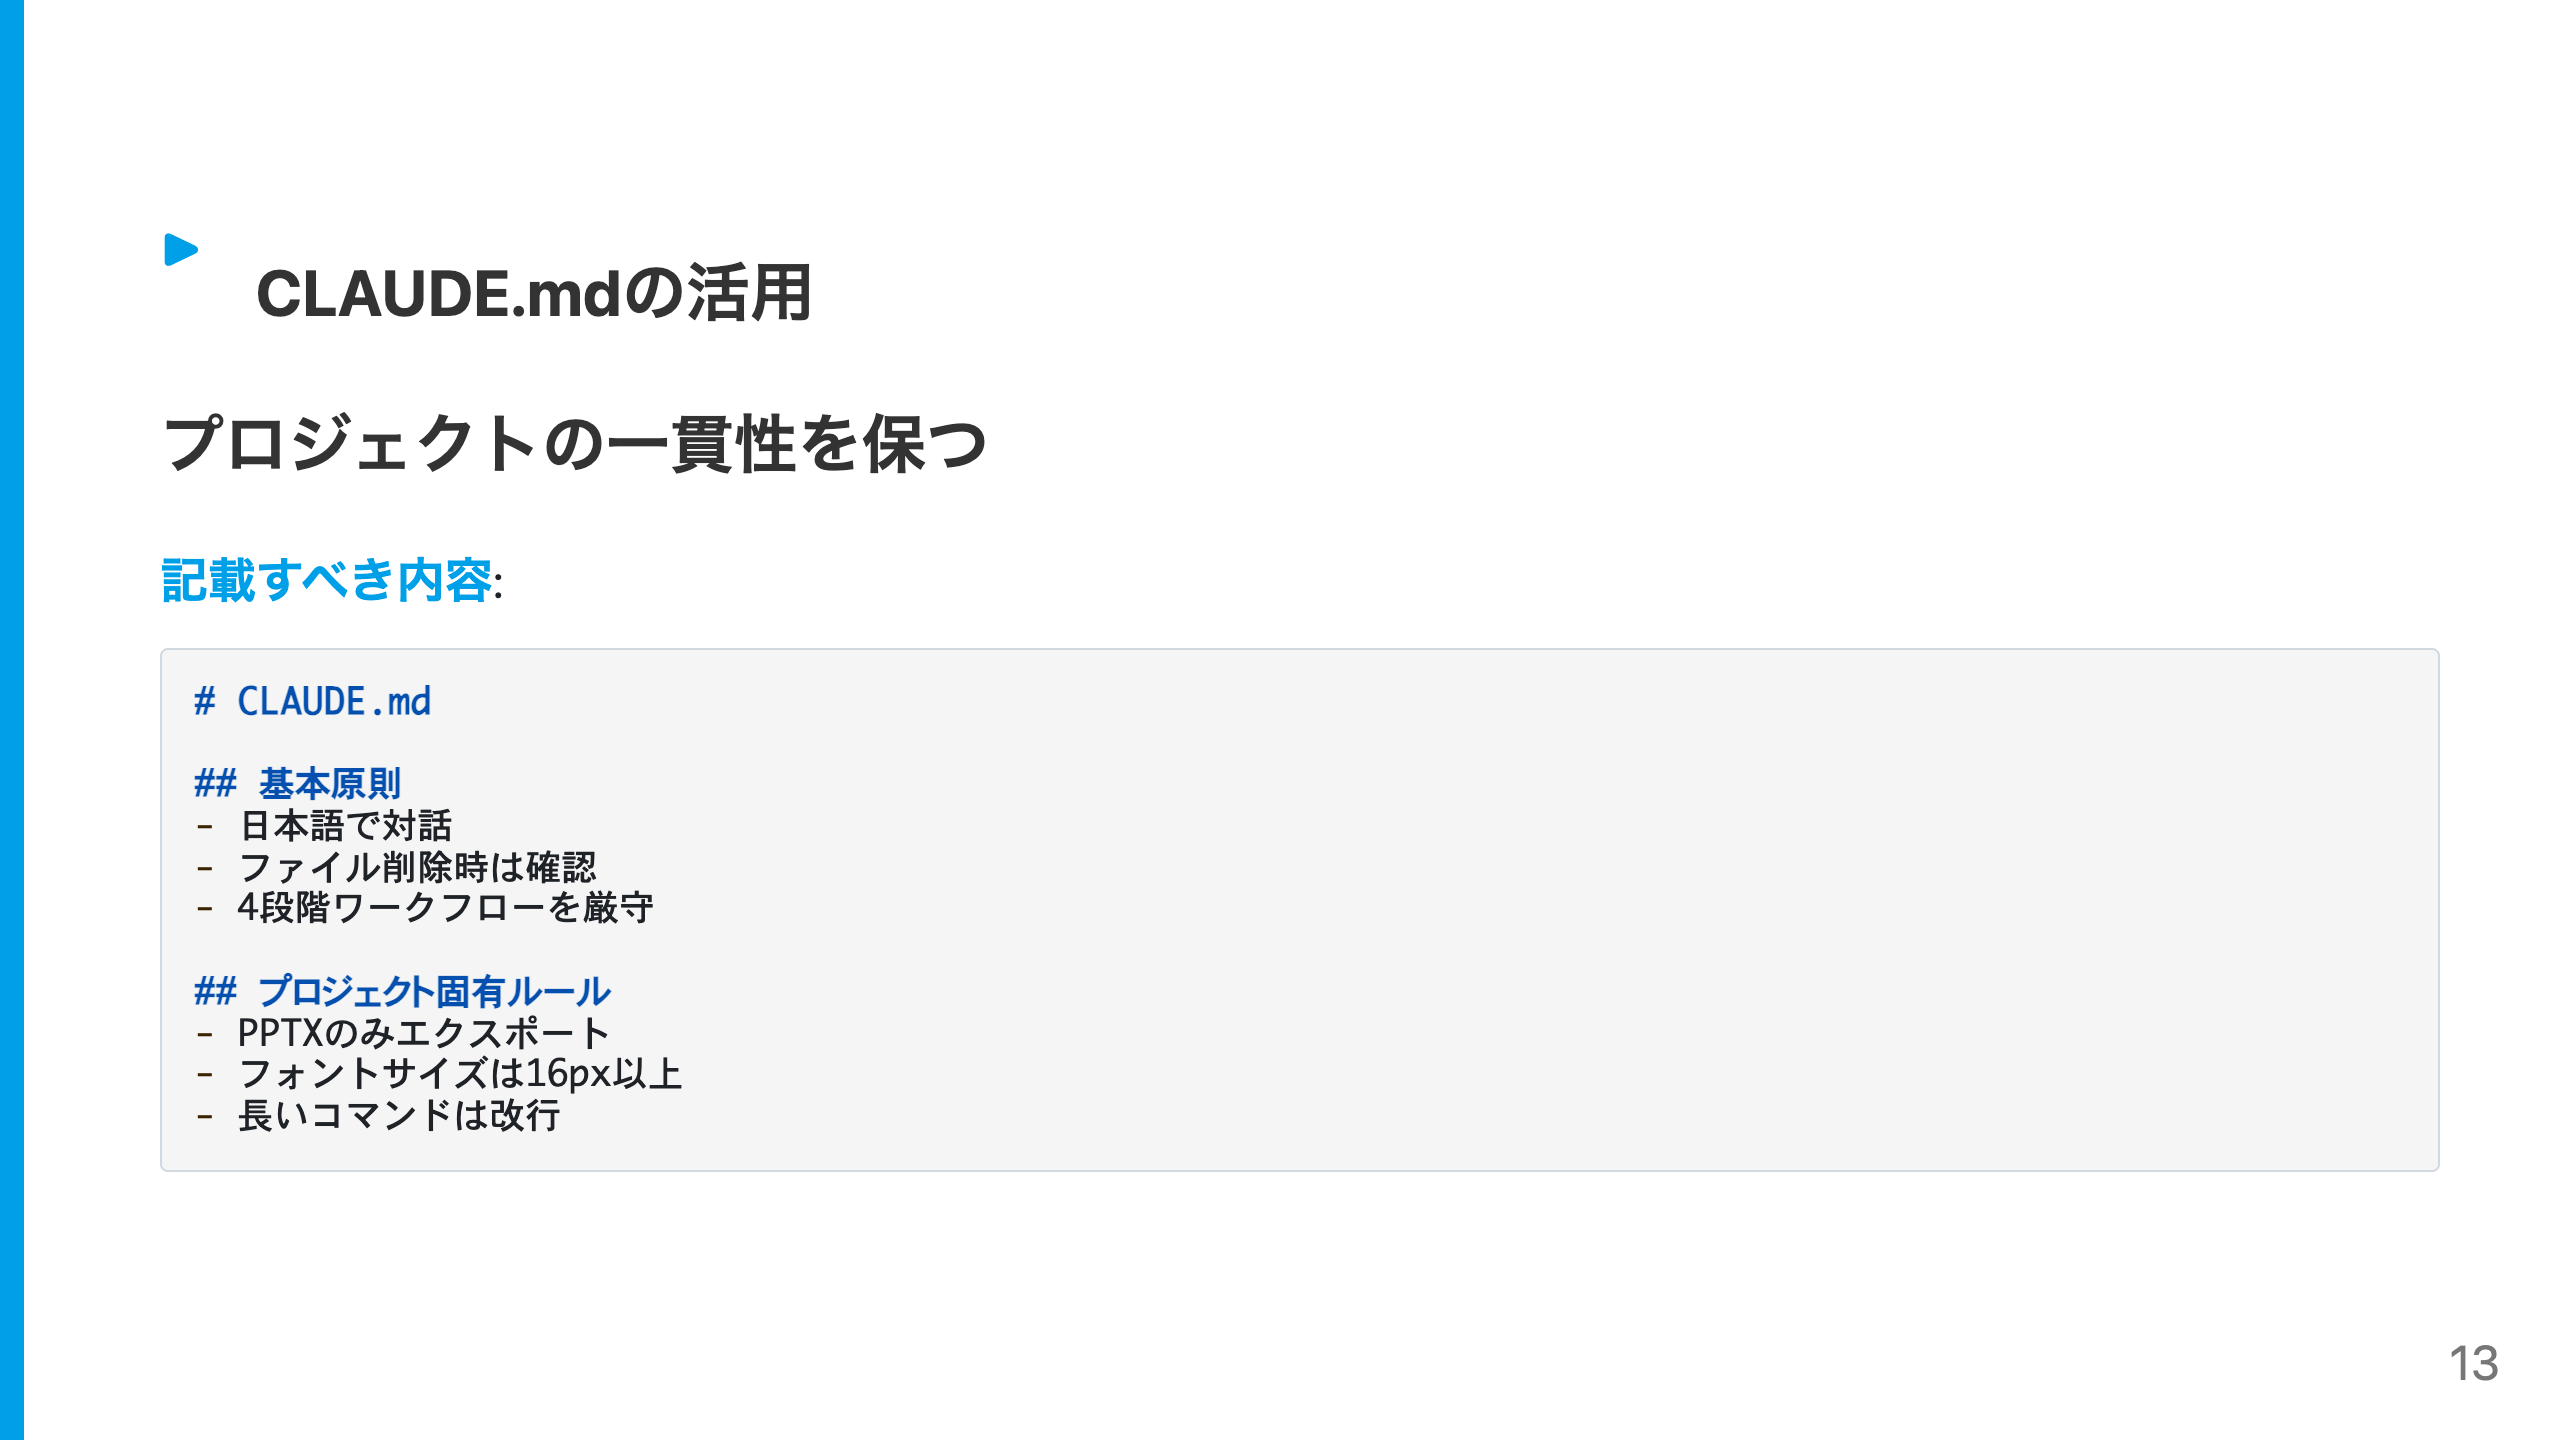 CLAUDE.mdの活用
プロジェクトの一貫性を保つ
記載すべき内容:
# CLAUDE.md
## 基本原則
- 日本語で対話
- ファイル削除時は確認
- 4段階ワークフローを厳守
## プロジェクト固有ルール
- PPTXのみエクスポート
- フォントサイズは16px以上
- 長いコマンドは改行
13